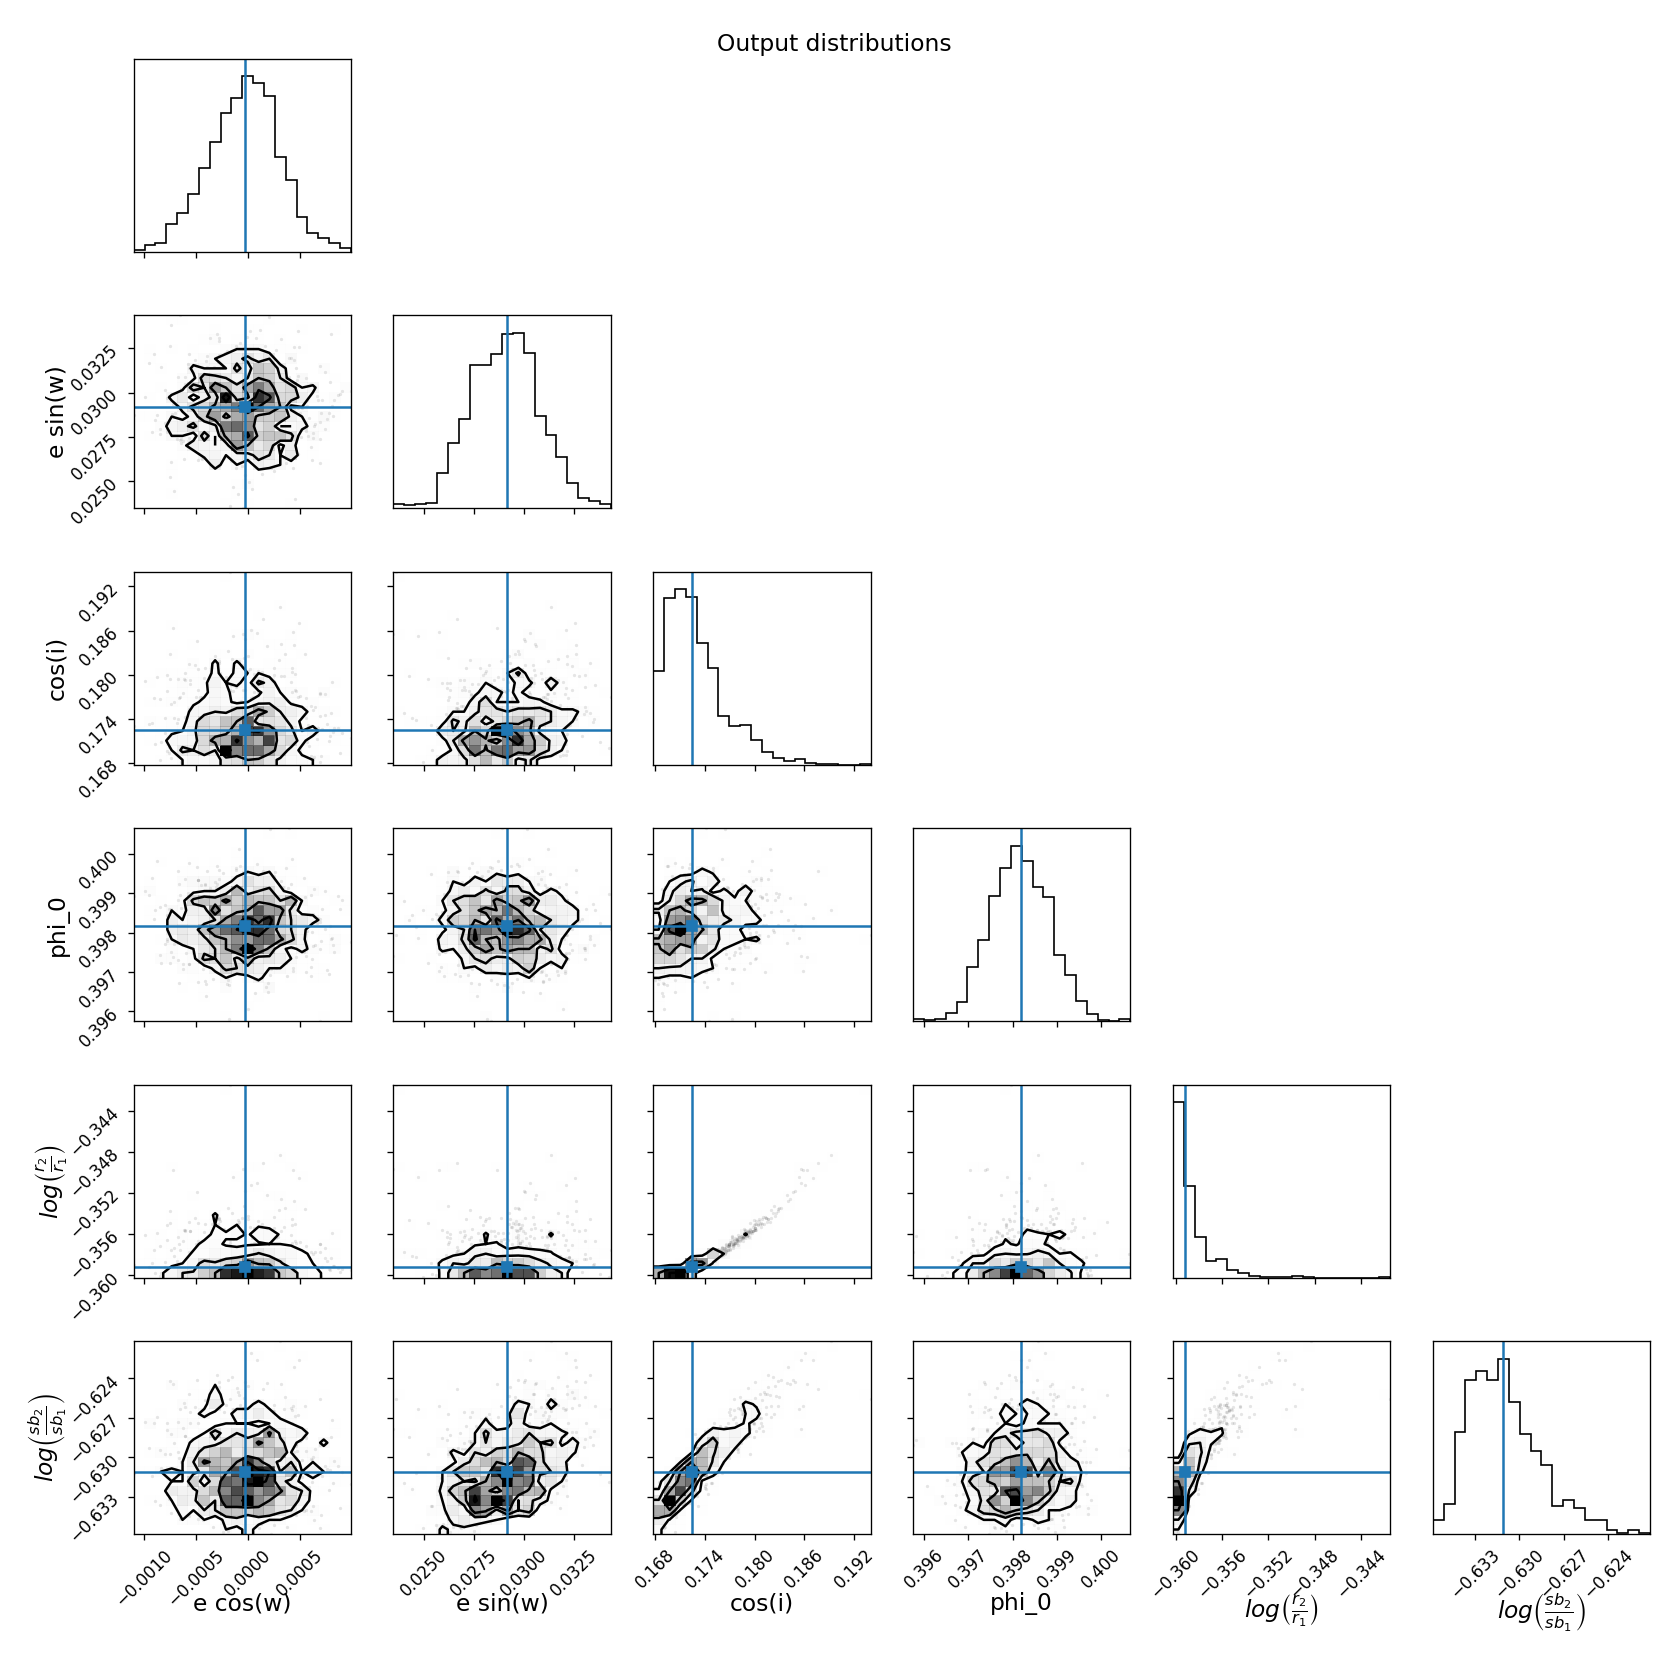 Output distributions
e sin(w)
0.0325
0.0300
0.0275
0.0250
cos(i)
0.192
0.186
0.180
0.174
0.168
phi_0
0.400
0.399
0.398
0.397
0.396
log(r2/r1)
−0.344
−0.348
−0.352
−0.356
−0.360
log(sb2/sb1)
−0.624
−0.627
−0.630
−0.633
−0.0010 −0.0005 0.0000 0.0005
0.0250 0.0275 0.0300 0.0325
0.168 0.174 0.180 0.186 0.192
0.396 0.397 0.398 0.399 0.400
−0.360 −0.356 −0.352 −0.348 −0.344
−0.633 −0.630 −0.627 −0.624
e cos(w) e sin(w) cos(i) phi_0 log(r2/r1) log(sb2/sb1)